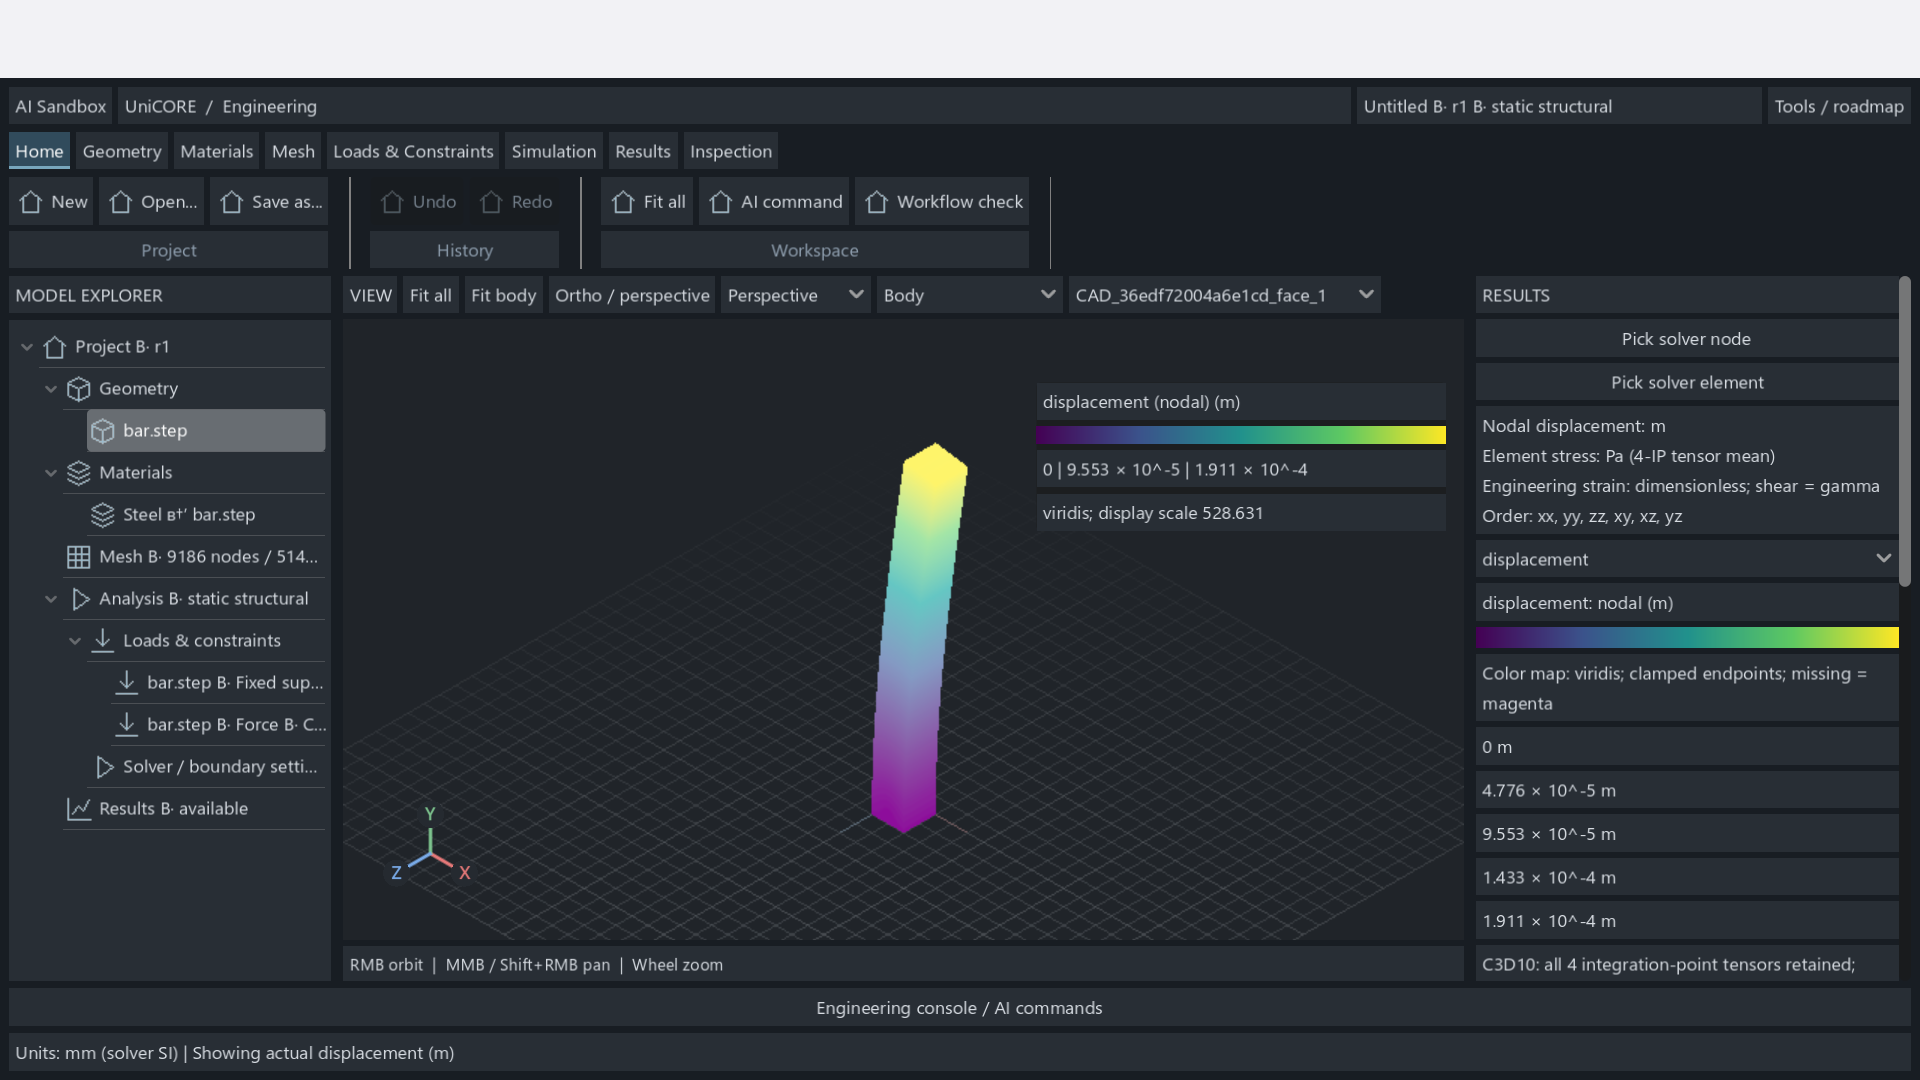 AI Sandbox
UniCORE / Engineering
Untitled В· r1 В· static structural
Tools / roadmap
Home
Geometry
Materials
Mesh
Loads & Constraints
Simulation
Results
Inspection
New
Open...
Save as...
Undo
Redo
Fit all
AI command
Workflow check
Project
History
Workspace
MODEL EXPLORER
Project В· r1
Geometry
bar.step
Materials
Steel в†’ bar.step
Mesh В· 9186 nodes / 514...
Analysis В· static structural
Loads & constraints
bar.step В· Fixed sup...
bar.step В· Force В· C...
Solver / boundary setti...
Results В· available
VIEW
Fit all
Fit body
Ortho / perspective
Perspective
Body
CAD_36edf72004a6e1cd_face_1
displacement (nodal) (m)
0 | 9.553 × 10^-5 | 1.911 × 10^-4
viridis; display scale 528.631
Y
Z
X
RMB orbit | MMB / Shift+RMB pan | Wheel zoom
RESULTS
Pick solver node
Pick solver element
Nodal displacement: m
Element stress: Pa (4-IP tensor mean)
Engineering strain: dimensionless; shear = gamma
Order: xx, yy, zz, xy, xz, yz
displacement
displacement: nodal (m)
Color map: viridis; clamped endpoints; missing =
magenta
0 m
4.776 × 10^-5 m
9.553 × 10^-5 m
1.433 × 10^-4 m
1.911 × 10^-4 m
C3D10: all 4 integration-point tensors retained;
Engineering console / AI commands
Units: mm (solver SI) | Showing actual displacement (m)